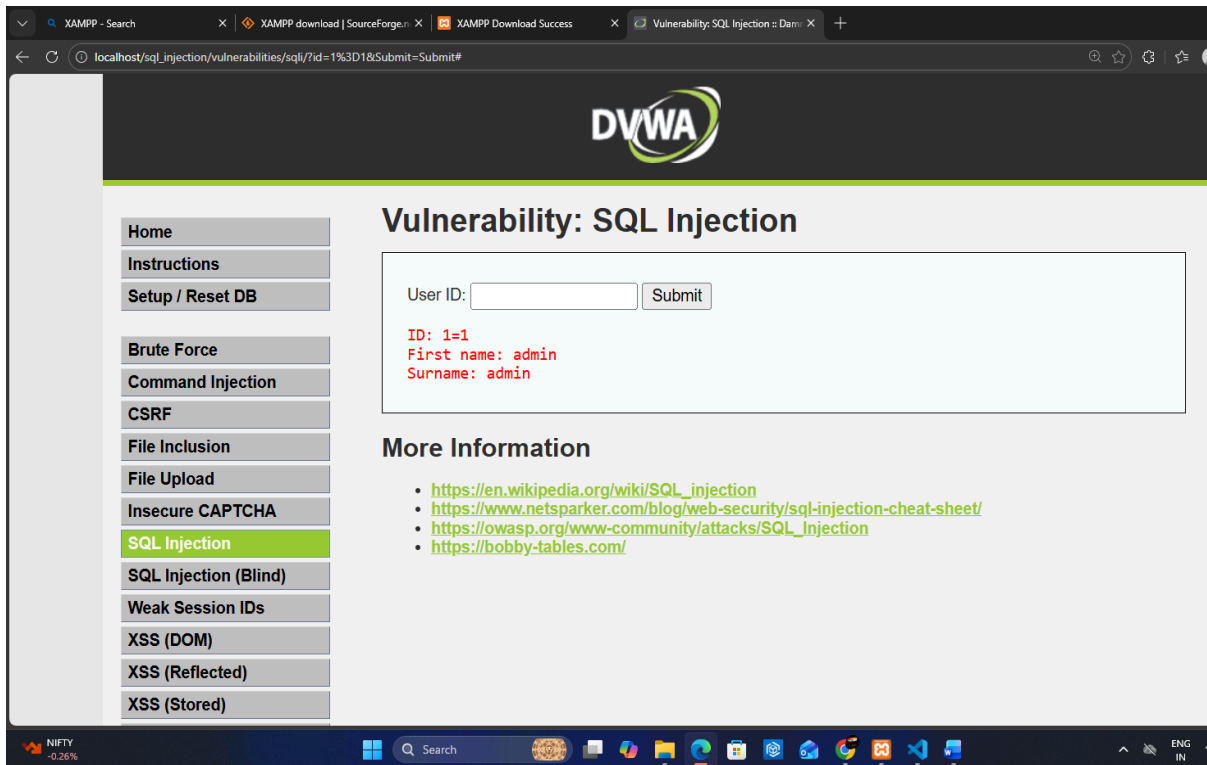 XAMPP - Search
XAMPP download | SourceForge.n
XAMPP Download Success
Vulnerability: SQL Injection :: Damn
localhost/sql_injection/vulnerabilities/sqli/?id=1%3D1&Submit=Submit#
DVWA
Home
Instructions
Setup / Reset DB
Brute Force
Command Injection
CSRF
File Inclusion
File Upload
Insecure CAPTCHA
SQL Injection
SQL Injection (Blind)
Weak Session IDs
XSS (DOM)
XSS (Reflected)
XSS (Stored)
Vulnerability: SQL Injection
User ID:
Submit
ID: 1=1
First name: admin
Surname: admin
More Information
https://en.wikipedia.org/wiki/SQL_injection
https://www.netsparker.com/blog/web-security/sql-injection-cheat-sheet/
https://owasp.org/www-community/attacks/SQL_Injection
https://bobby-tables.com/
NIFTY
-0.26%
Search
ENG
IN